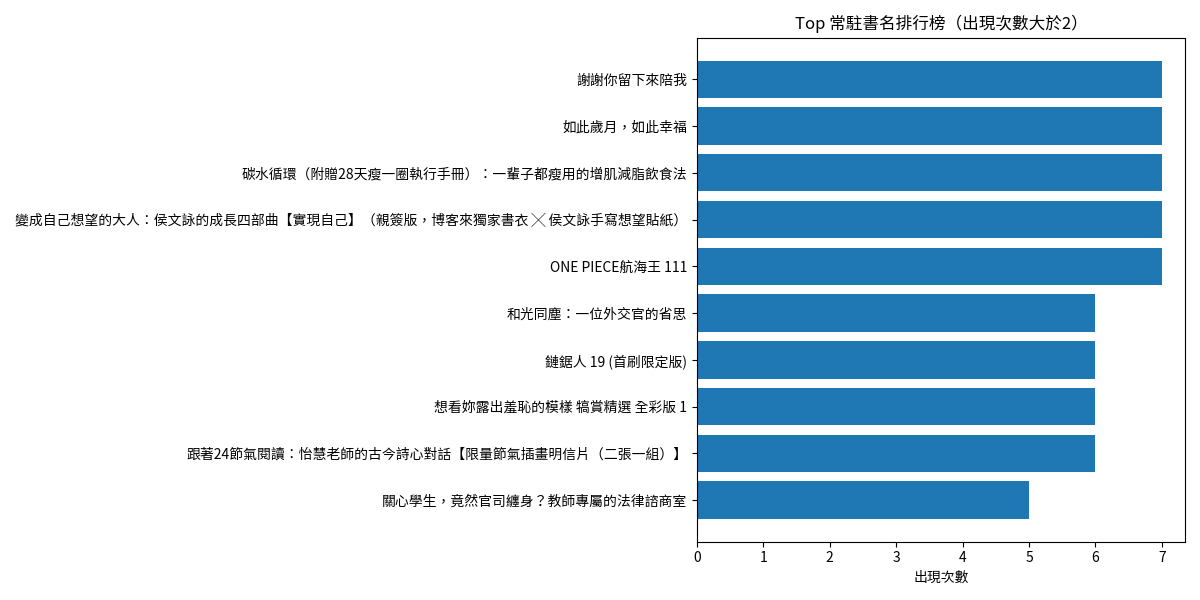 Top 常駐書名排行榜（出現次數大於2）
謝謝你留下來陪我
如此歲月，如此幸福
碳水循環（附贈28天瘦一圈執行手冊）：一輩子都瘦用的增肌減脂飲食法
變成自己想望的大人：侯文詠的成長四部曲【實現自己】（親簽版，博客來獨家書衣 ╳ 侯文詠手寫想望貼紙）
ONE PIECE航海王 111
和光同塵：一位外交官的省思
鏈鋸人 19 (首刷限定版)
想看妳露出羞恥的模樣 犒賞精選 全彩版 1
跟著24節氣閱讀：怡慧老師的古今詩心對話【限量節氣插畫明信片（二張一組）】
關心學生，竟然官司纏身？教師專屬的法律諮商室
0 1 2 3 4 5 6 7
出現次數